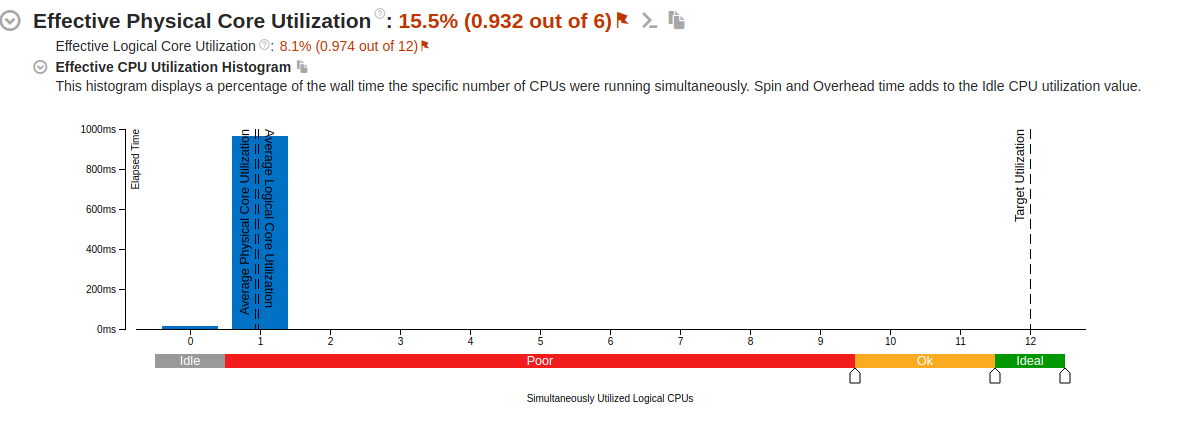 Effective Physical Core Utilization ?: 15.5% (0.932 out of 6)
Effective Logical Core Utilization ?: 8.1% (0.974 out of 12)
Effective CPU Utilization Histogram
This histogram displays a percentage of the wall time the specific number of CPUs were running simultaneously. Spin and Overhead time adds to the Idle CPU utilization value.
1000ms
800ms
600ms
400ms
200ms
0ms
Elapsed Time
Average Physical Core Utilization
Average Logical Core Utilization
Target Utilization
0 1 2 3 4 5 6 7 8 9 10 11 12
Idle Poor Ok Ideal
Simultaneously Utilized Logical CPUs